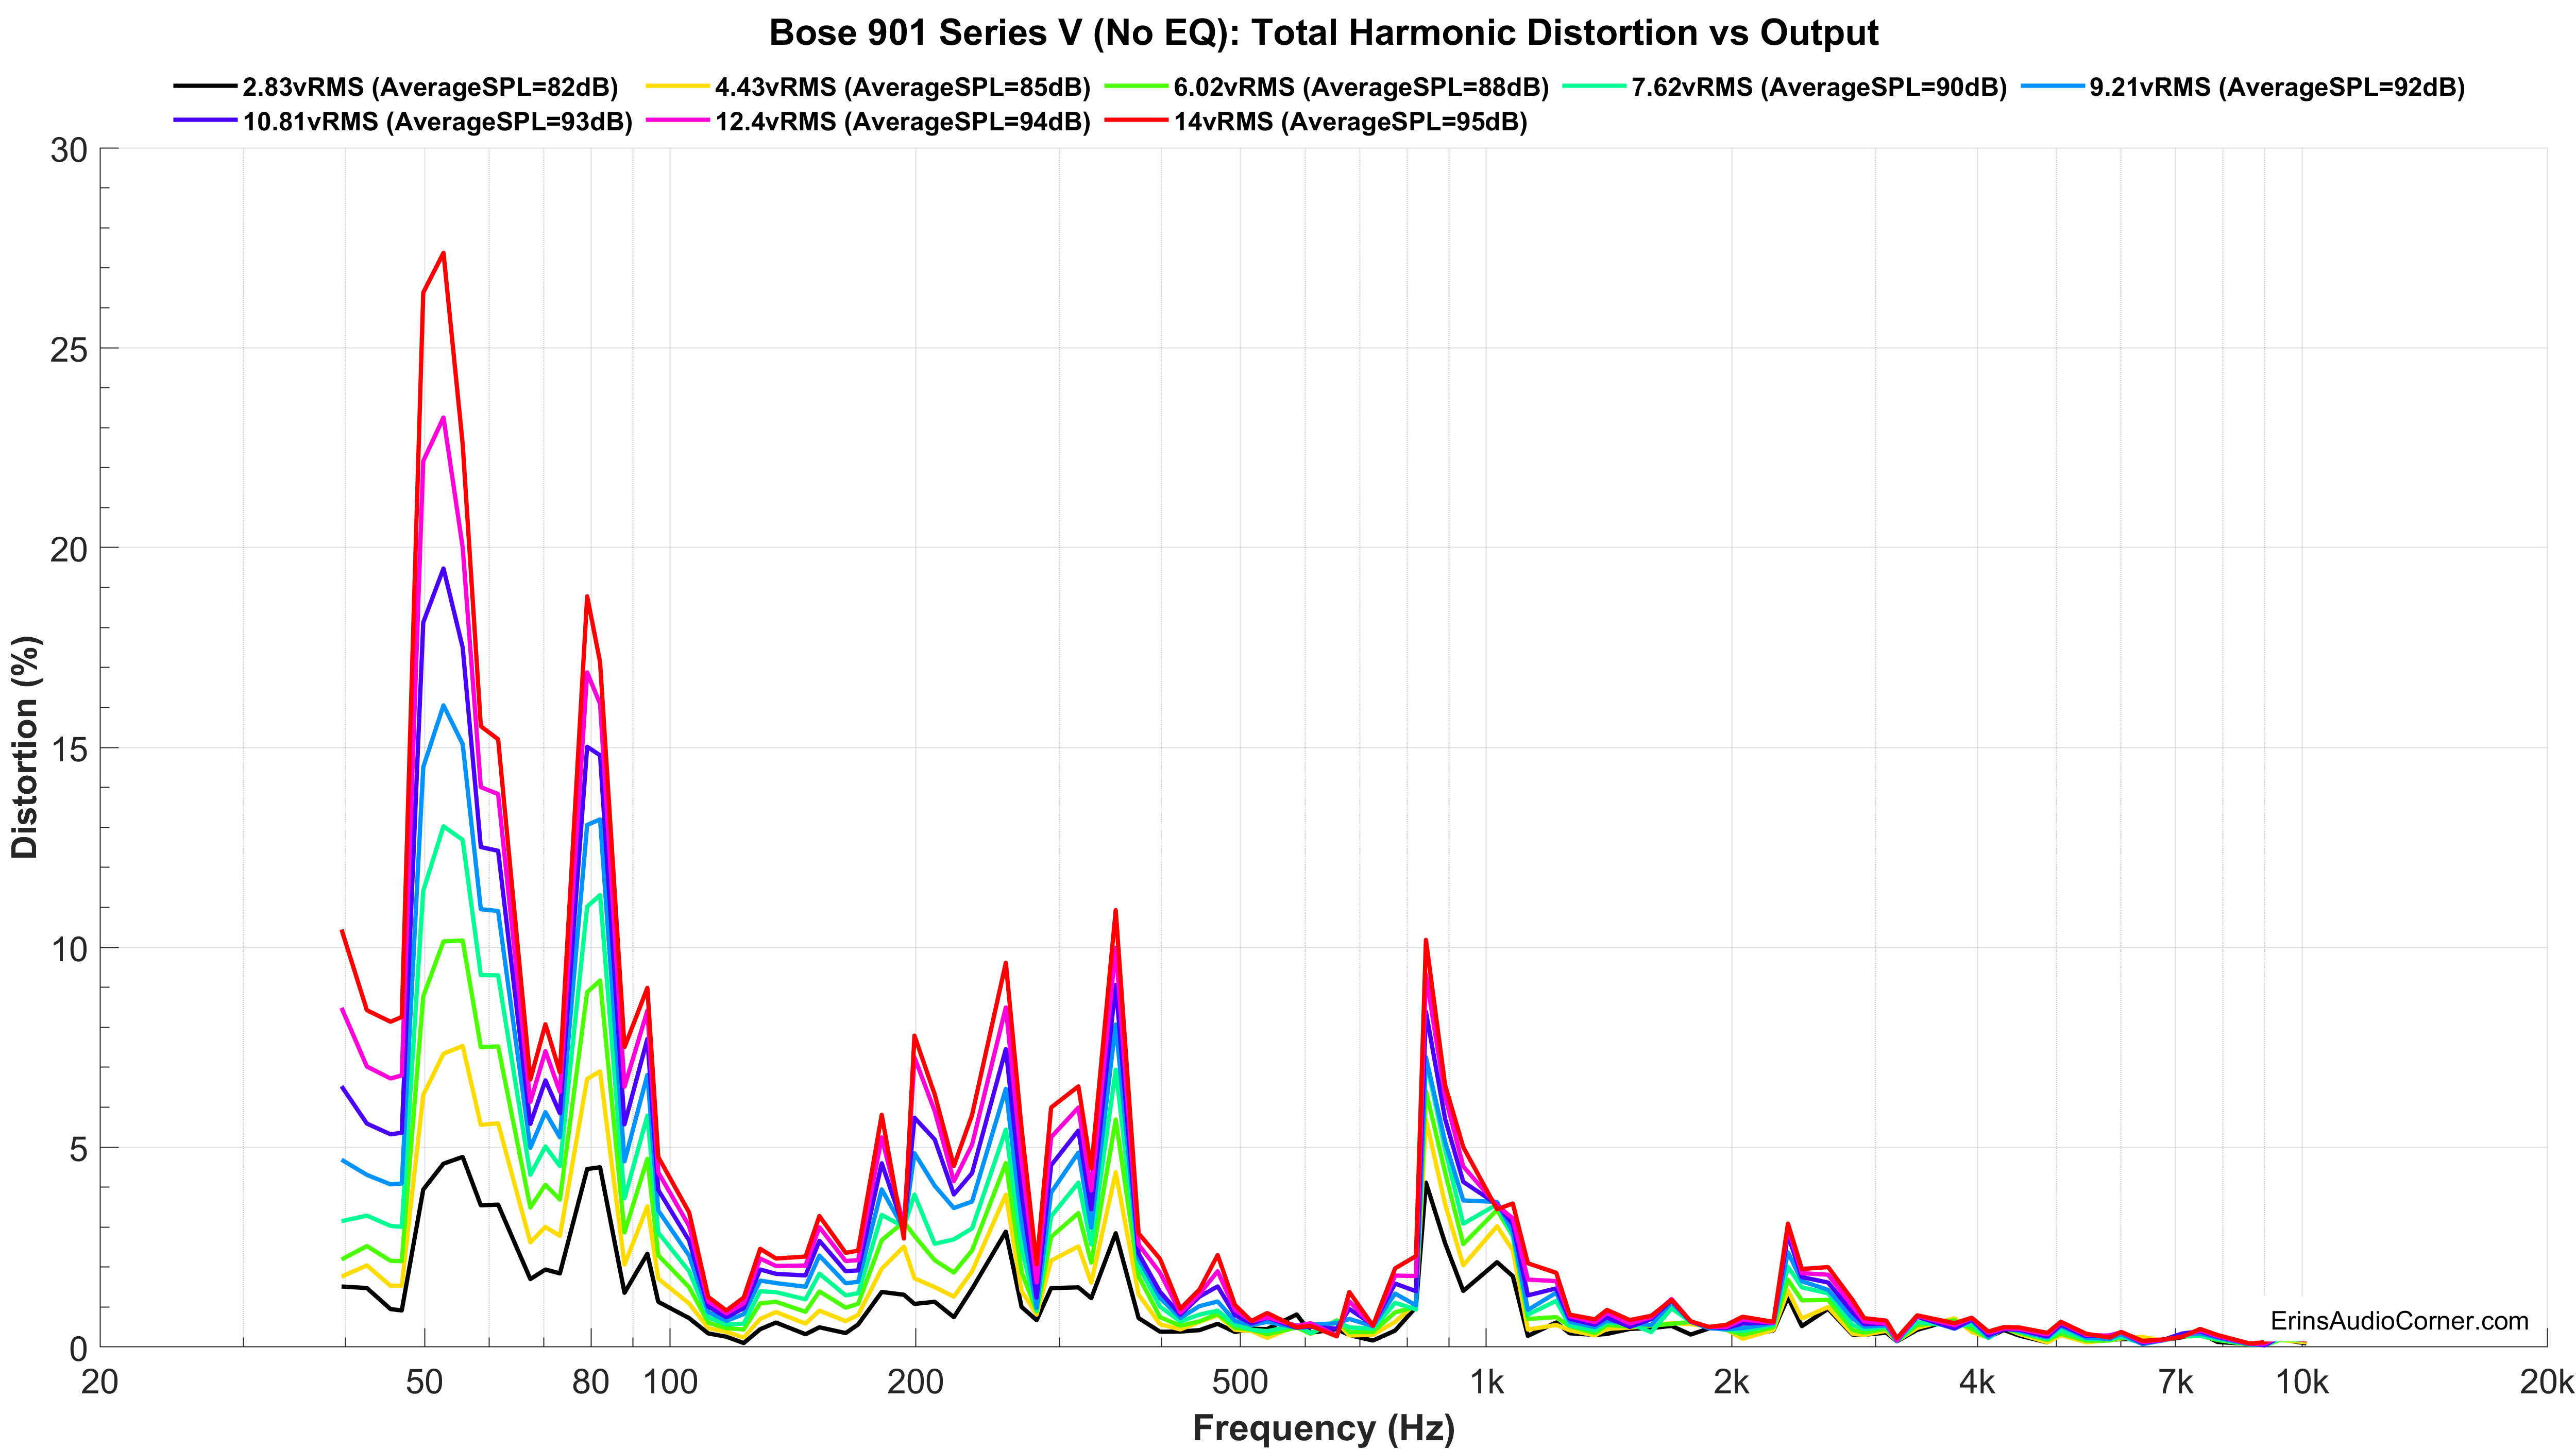 Bose 901 Series V (No EQ): Total Harmonic Distortion vs Output
2.83vRMS (AverageSPL=82dB) 4.43vRMS (AverageSPL=85dB) 6.02vRMS (AverageSPL=88dB) 7.62vRMS (AverageSPL=90dB) 9.21vRMS (AverageSPL=92dB)
10.81vRMS (AverageSPL=93dB) 12.4vRMS (AverageSPL=94dB) 14vRMS (AverageSPL=95dB)
30
25
20
15
10
5
0
Distortion (%)
ErinsAudioCorner.com
20 50 80 100 200 500 1k 2k 4k 7k 10k 20k
Frequency (Hz)